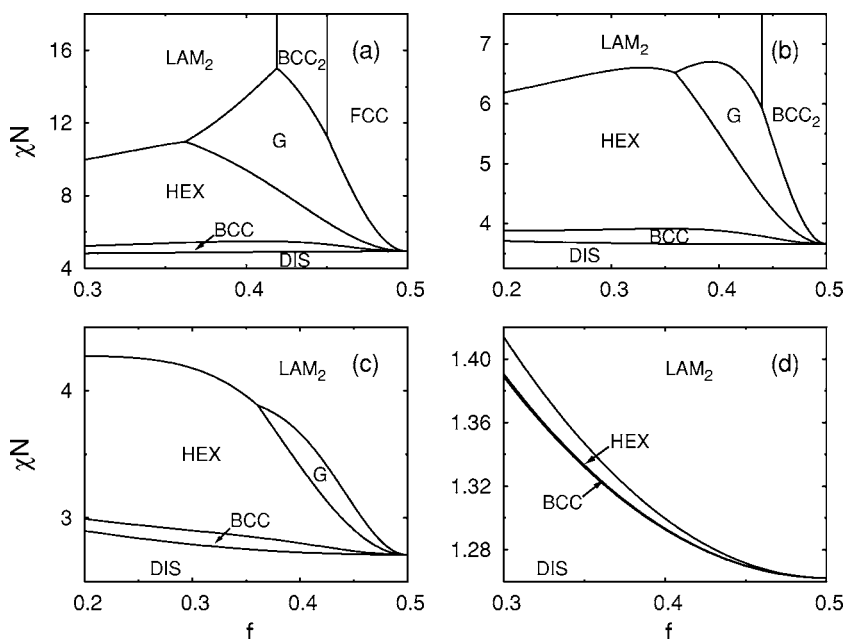 16
12
8
4
χN
LAM2
BCC2
(a)
FCC
G
HEX
BCC
DIS
0.3
0.4
0.5
7
6
5
4
LAM2
(b)
G
BCC2
HEX
BCC
DIS
0.2
0.3
0.4
0.5
4
3
χN
LAM2
(c)
HEX
G
BCC
DIS
0.2
0.3
0.4
0.5
f
1.40
1.36
1.32
1.28
LAM2
(d)
HEX
BCC
DIS
0.3
0.4
0.5
f